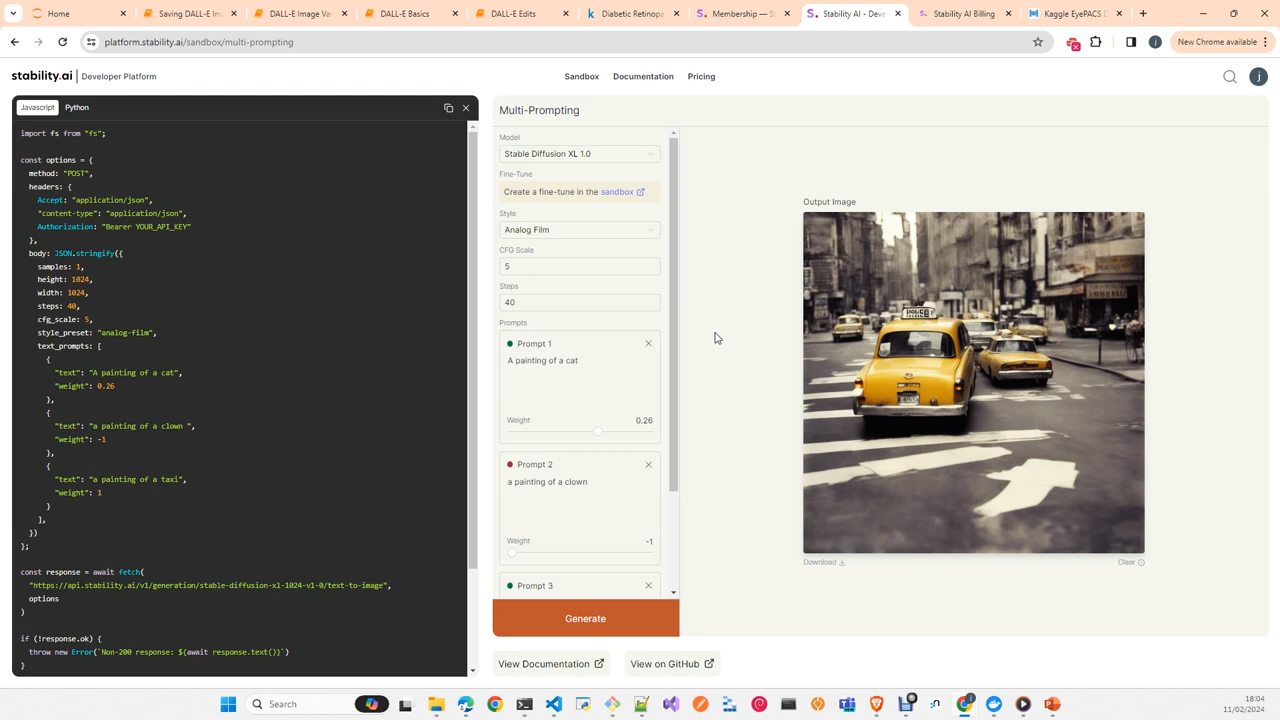 Home
Saving DALL-E Im
DALL-E Image Va
DALL-E Basics
DALL-E Edits
Diabetic Retinopa
Membership — S
Stability AI - Deve
Stability AI Billing
Kaggle EyePACS D
platform.stability.ai/sandbox/multi-prompting
j
New Chrome available
stability.ai
Developer Platform
Sandbox
Documentation
Pricing
j
Javascript
Python
import fs from "fs";
const options = {
method: "POST",
headers: {
Accept: "application/json",
"content-type": "application/json",
Authorization: "Bearer YOUR_API_KEY"
},
body: JSON.stringify({
samples: 1,
height: 1024,
width: 1024,
steps: 40,
cfg_scale: 5,
style_preset: "analog-film",
text_prompts: [
{
"text": "A painting of a cat",
"weight": 0.26
},
{
"text": "a painting of a clown ",
"weight": -1
},
{
"text": "a painting of a taxi",
"weight": 1
}
],
})
};
const response = await fetch(
"https://api.stability.ai/v1/generation/stable-diffusion-xl-1024-v1-0/text-to-image",
options
)
if (!response.ok) {
throw new Error(`Non-200 response: ${await response.text()}`)
}
Multi-Prompting
Model
Stable Diffusion XL 1.0
Fine-Tune
Create a fine-tune in the sandbox
Style
Analog Film
CFG Scale
5
Steps
40
Prompts
Prompt 1
A painting of a cat
Weight 0.26
Prompt 2
a painting of a clown
Weight -1
Prompt 3
Generate
View Documentation
View on GitHub
Output Image
Download
Clear
Search
18:04
11/02/2024